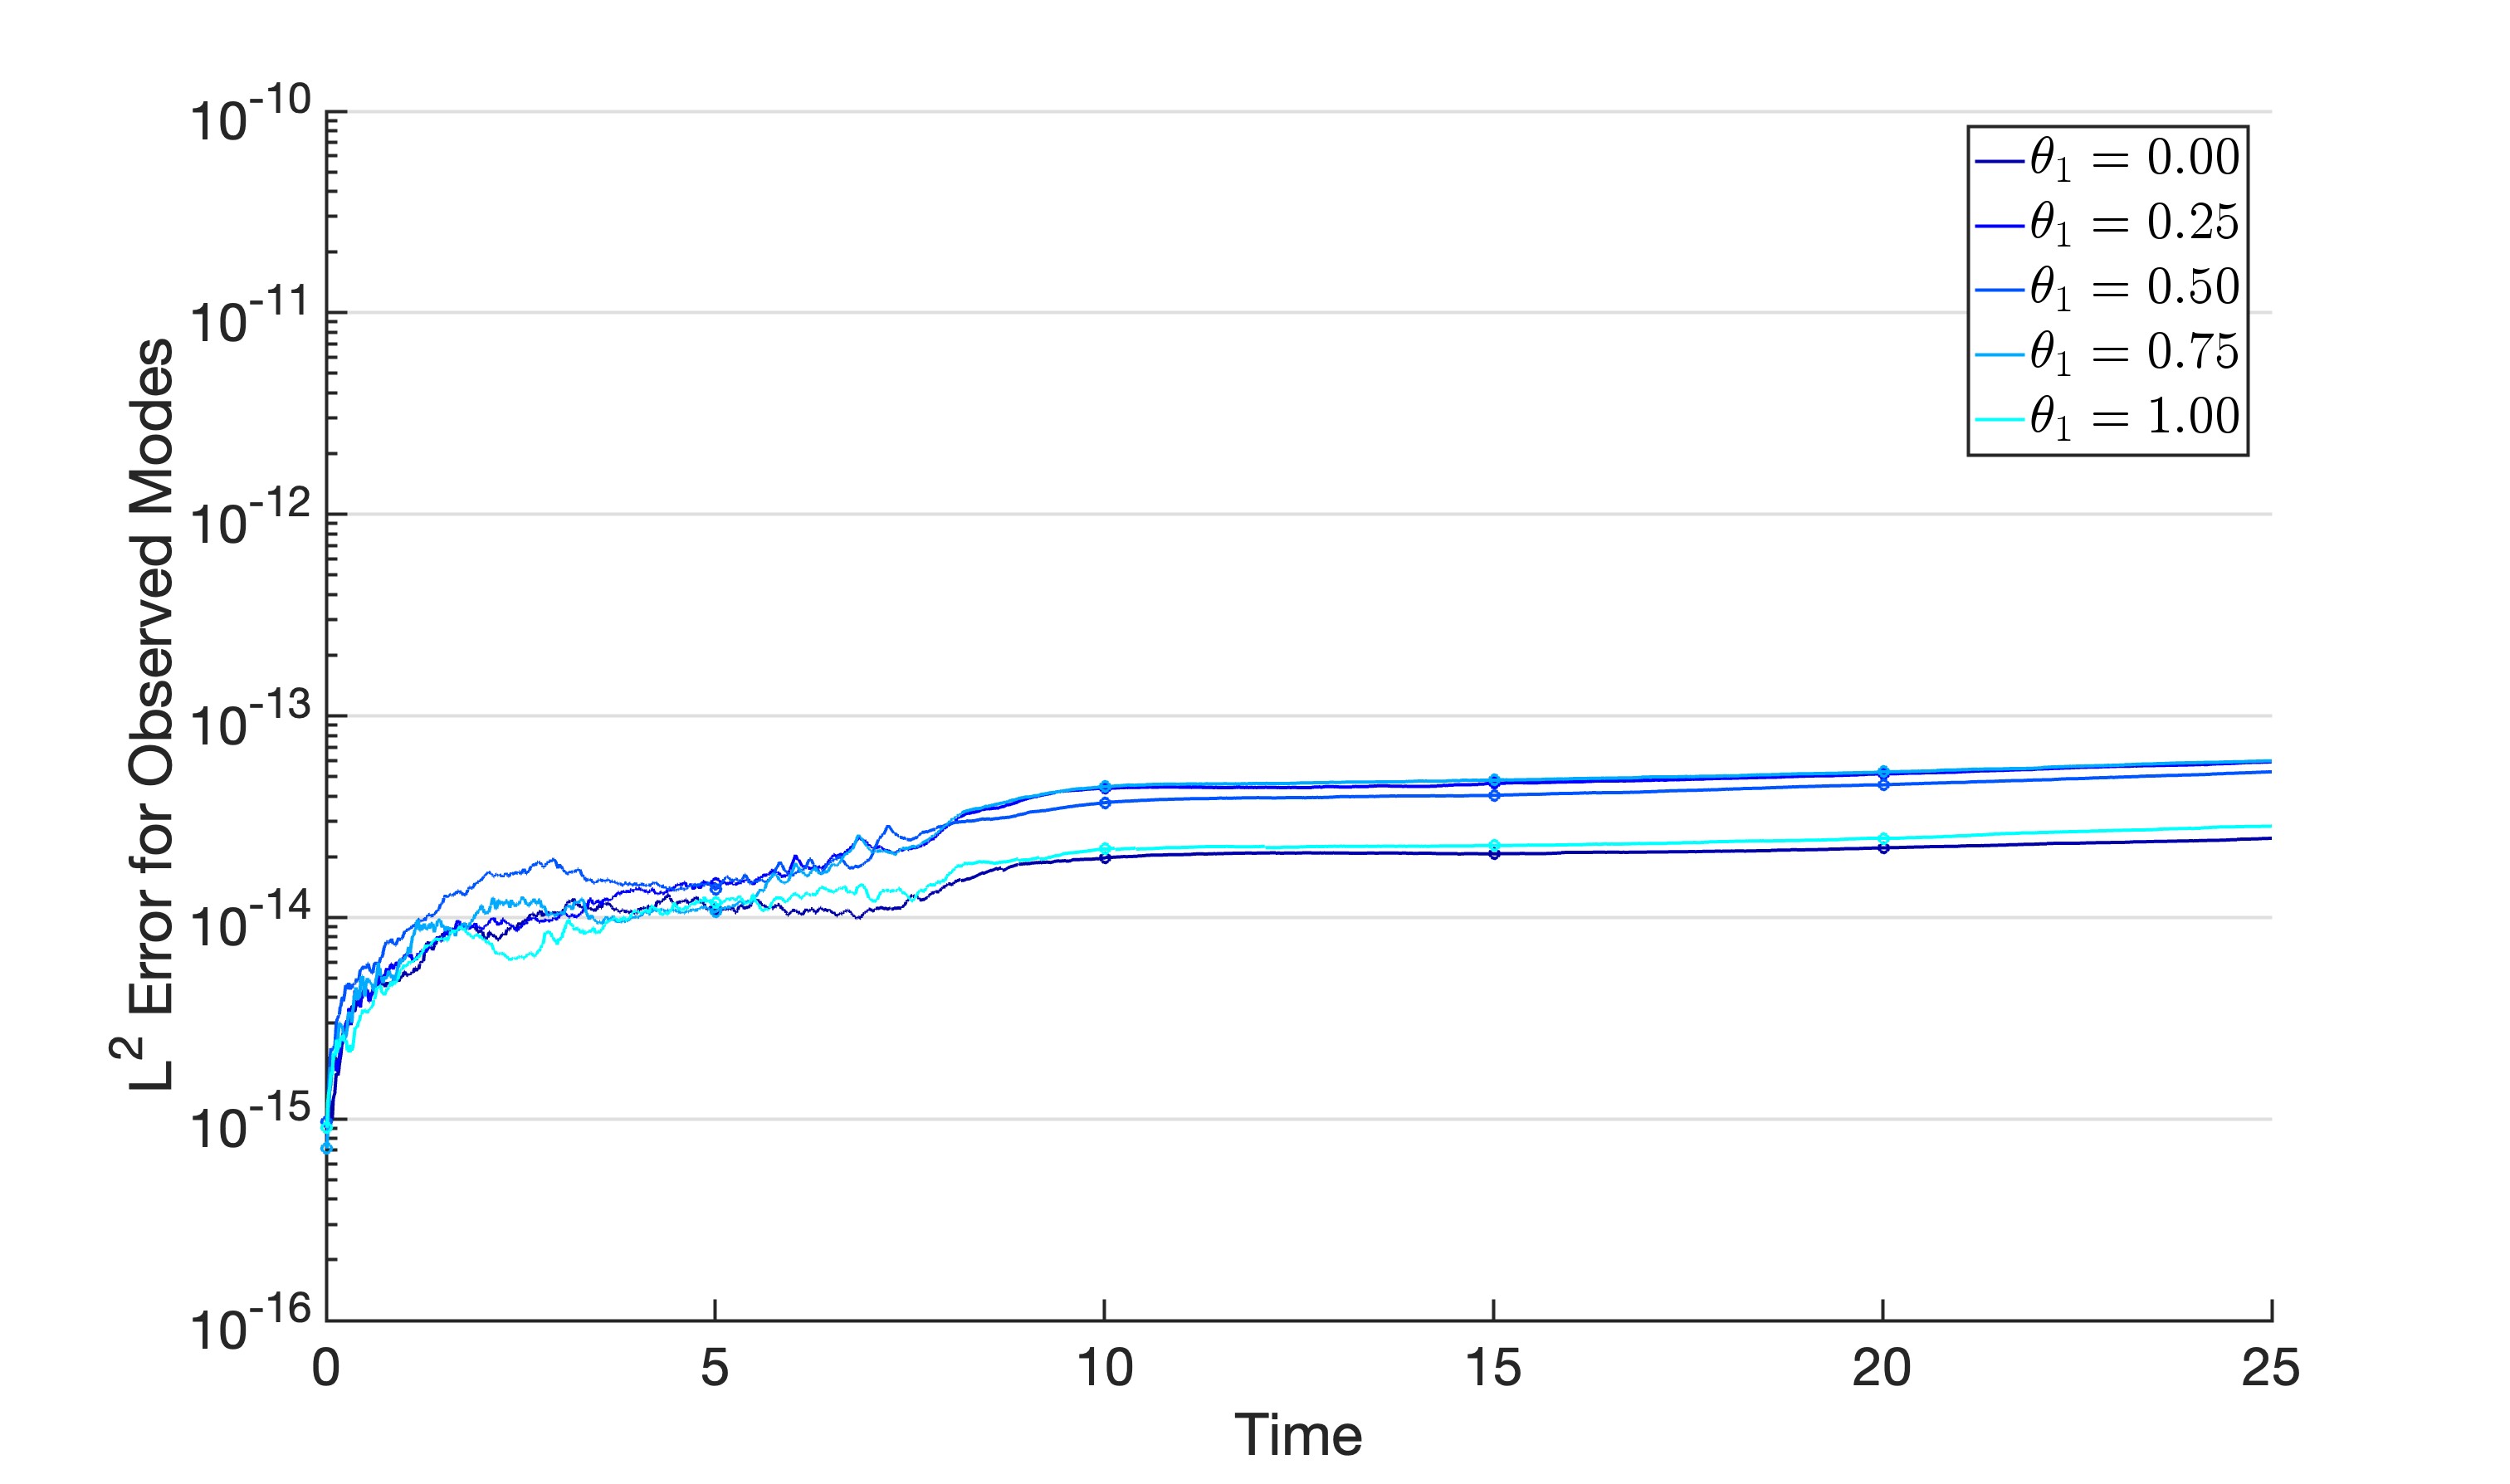 10^-10
10^-11
10^-12
10^-13
10^-14
10^-15
10^-16
L^2 Error for Observed Modes
θ_1 = 0.00
θ_1 = 0.25
θ_1 = 0.50
θ_1 = 0.75
θ_1 = 1.00
0 5 10 15 20 25
Time